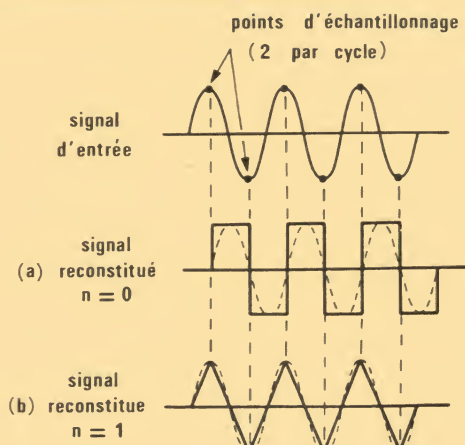 points d'échantillonnage
(2 par cycle)
signal
d'entrée
signal
(a) reconstitué
n = 0
signal
(b) reconstitue
n = 1